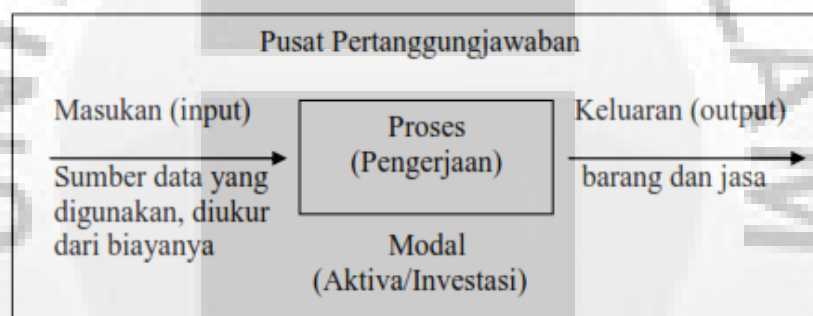 Pusat Pertanggungjawaban
Masukan (input)
Sumber data yang
digunakan, diukur
dari biayanya
Proses
(Pengerjaan)
Modal
(Aktiva/Investasi)
Keluaran (output)
barang dan jasa